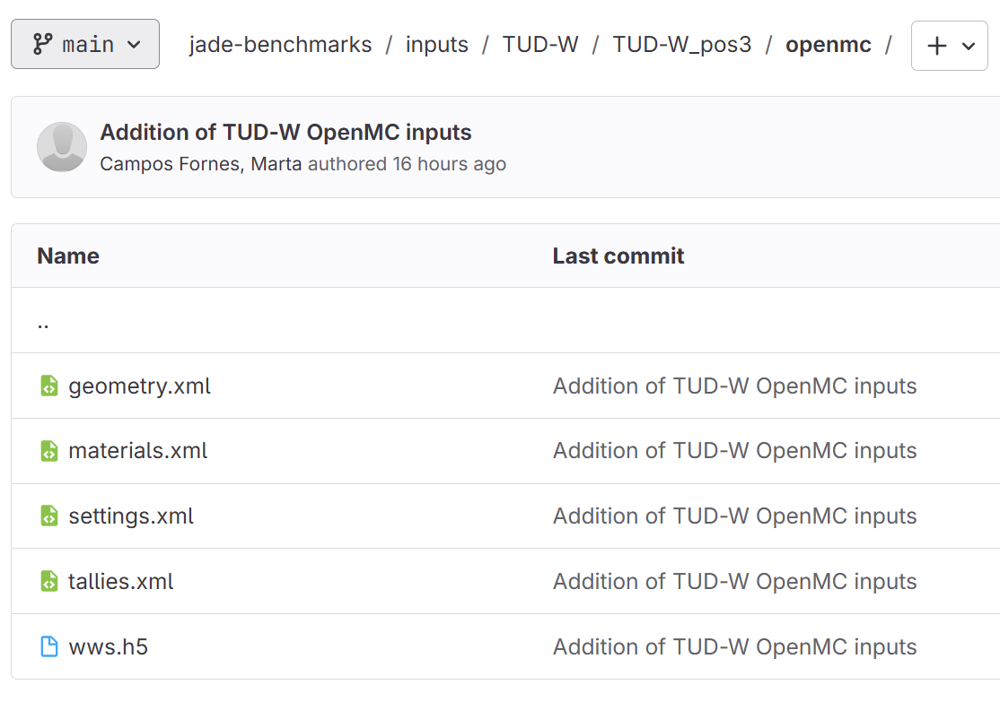 main jade-benchmarks / inputs / TUD-W / TUD-W_pos3 / openmc / +
Addition of TUD-W OpenMC inputs
Campos Fornes, Marta authored 16 hours ago
Name Last commit
..
geometry.xml Addition of TUD-W OpenMC inputs
materials.xml Addition of TUD-W OpenMC inputs
settings.xml Addition of TUD-W OpenMC inputs
tallies.xml Addition of TUD-W OpenMC inputs
wws.h5 Addition of TUD-W OpenMC inputs